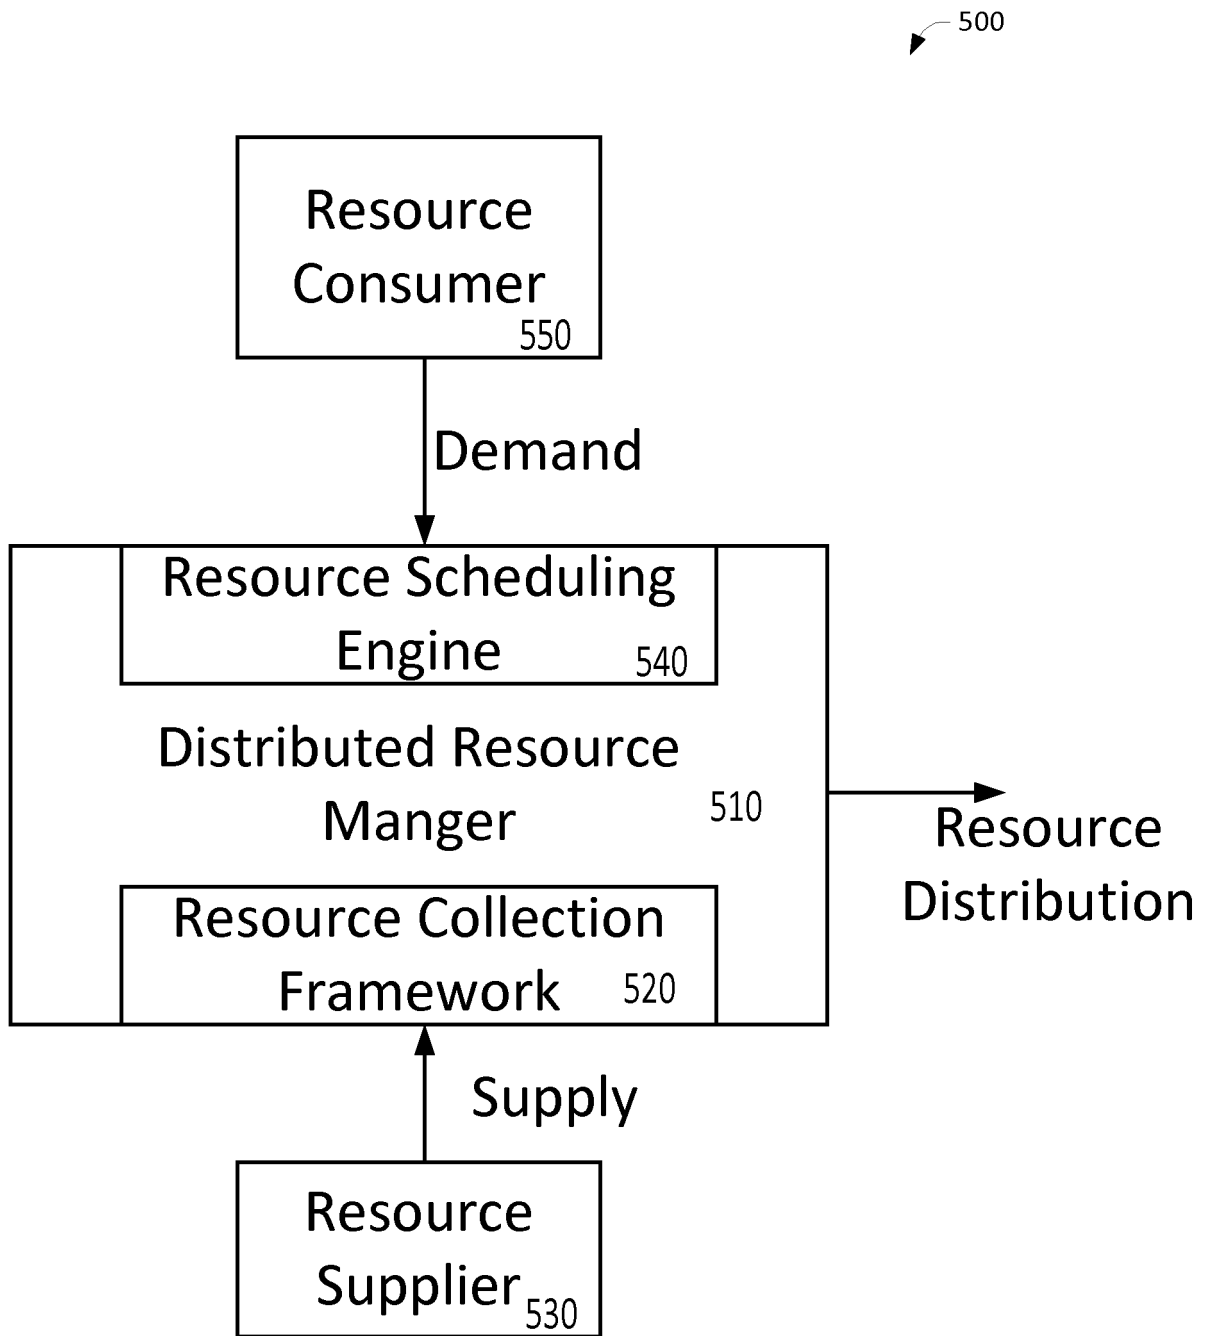 500
Resource
Consumer
550
Demand
Resource Scheduling
Engine 540
Distributed Resource
Manger 510
Resource Collection
Framework 520
Resource
Distribution
Supply
Resource
Supplier 530